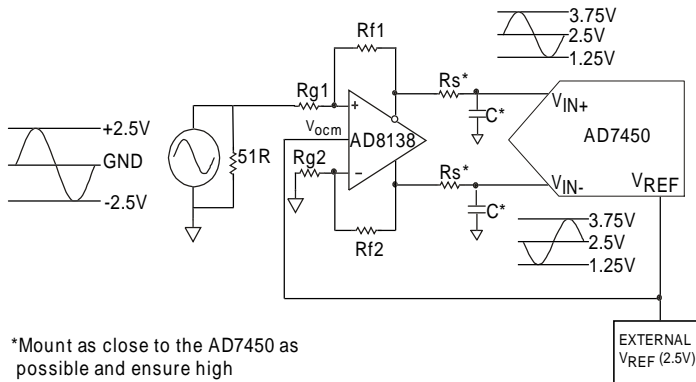 3.75V
2.5V
1.25V
Rf1
Rs*
Rg1
+
VIN+
C*
Vocm
AD8138
AD7450
+2.5V
GND
-2.5V
51R
Rg2
-
Rs*
VIN-
VREF
C*
Rf2
3.75V
2.5V
1.25V
EXTERNAL
VREF (2.5V)
*Mount as close to the AD7450 as
possible and ensure high